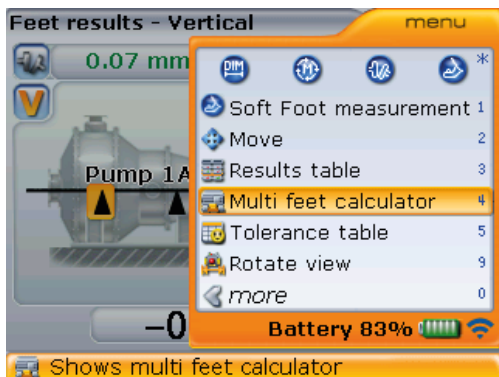 Feet results - Vertical
menu
0.07 mm
DIM
M
*
V
Soft Foot measurement 1
Move 2
Results table 3
Pump 1A
Multi feet calculator 4
Tolerance table 5
Rotate view 9
more 0
-0
Battery 83%
Shows multi feet calculator